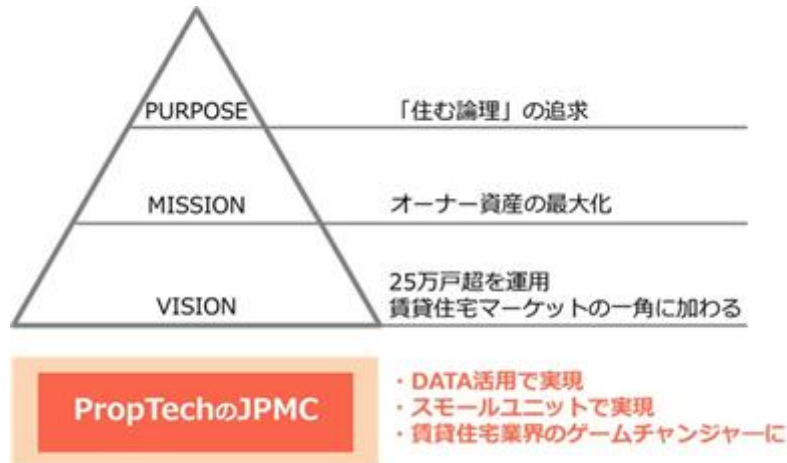 PURPOSE 「住む論理」の追求
MISSION オーナー資産の最大化
25万戸超を運用
VISION 賃貸住宅マーケットの一角に加わる
PropTechのJPMC
・DATA活用で実現
・スモールユニットで実現
・賃貸住宅業界のゲームチャンジャーに